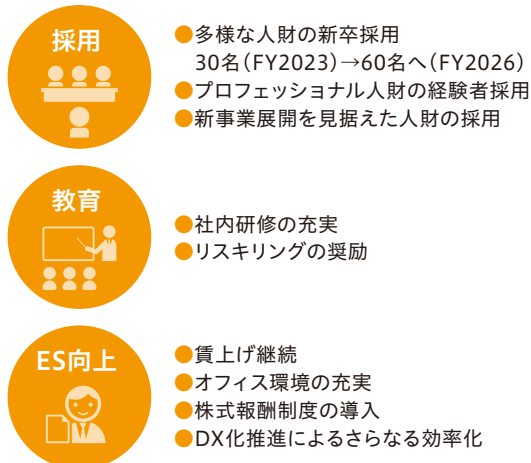 採用
●多様な人財の新卒採用
30名(FY2023)→60名へ(FY2026)
●プロフェッショナル人財の経験者採用
●新事業展開を見据えた人財の採用
教育
●社内研修の充実
●リスキリングの奨励
ES向上
●賃上げ継続
●オフィス環境の充実
●株式報酬制度の導入
●DX化推進によるさらなる効率化